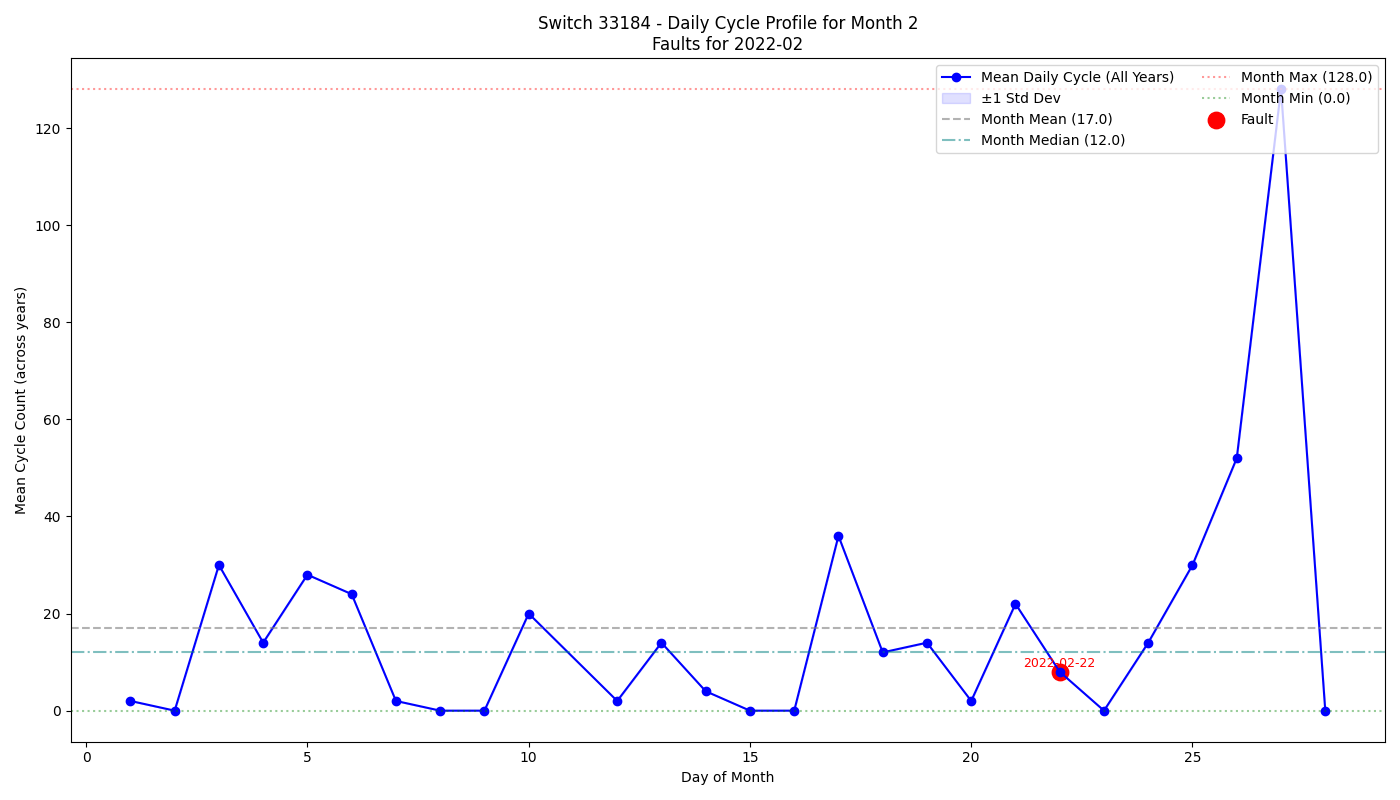 Switch 33184 - Daily Cycle Profile for Month 2
Faults for 2022-02
Mean Daily Cycle (All Years)
±1 Std Dev
Month Mean (17.0)
Month Median (12.0)
Month Max (128.0)
Month Min (0.0)
Fault
Mean Cycle Count (across years)
120
100
80
60
40
20
0
2022-02-22
0
5
10
15
20
25
Day of Month